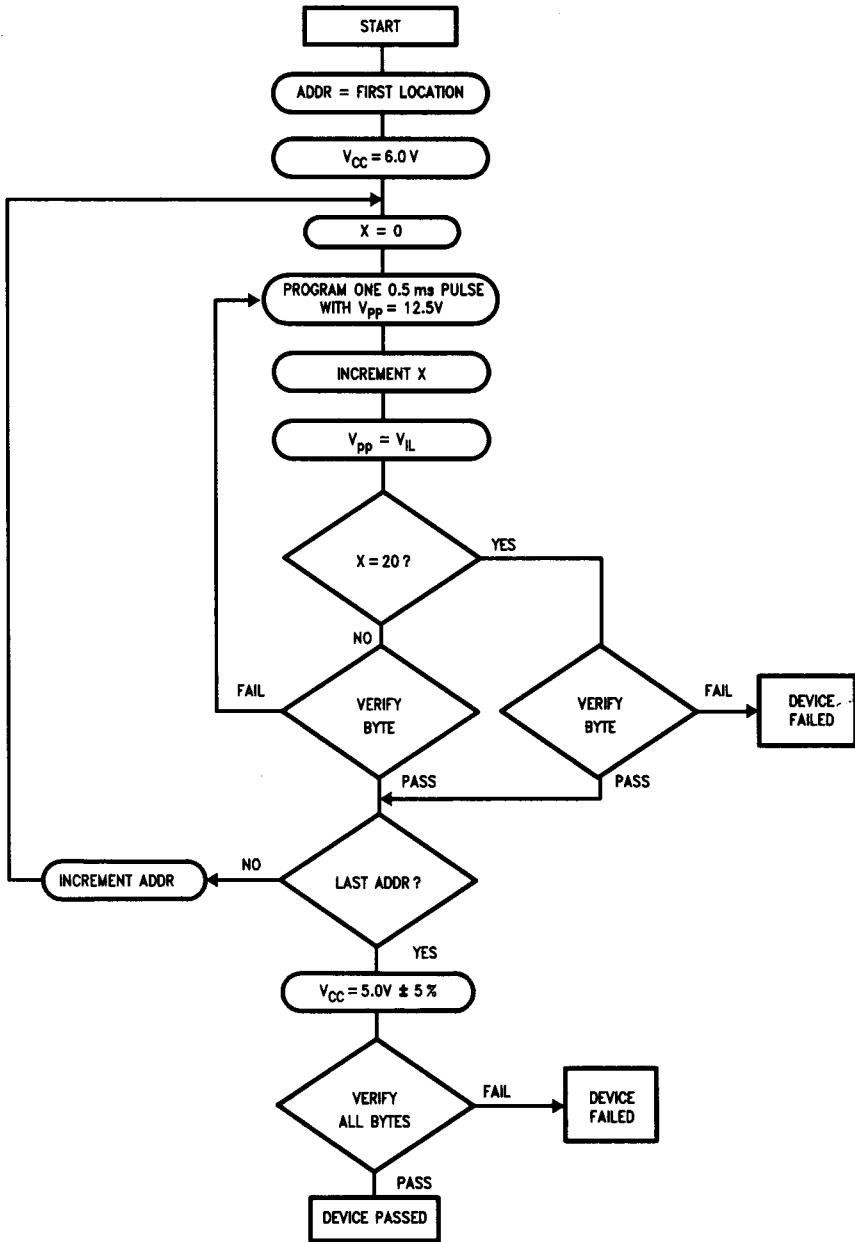 START
ADDR = FIRST LOCATION
VCC = 6.0 V
X = 0
PROGRAM ONE 0.5 ms PULSE
WITH Vpp = 12.5V
INCREMENT X
Vpp = VIL
X = 20 ?
YES
NO
VERIFY
BYTE
FAIL
VERIFY
BYTE
FAIL
DEVICE
FAILED
PASS
PASS
LAST ADDR ?
NO
INCREMENT ADDR
YES
VCC = 5.0V ± 5 %
VERIFY
ALL BYTES
FAIL
DEVICE
FAILED
PASS
DEVICE PASSED